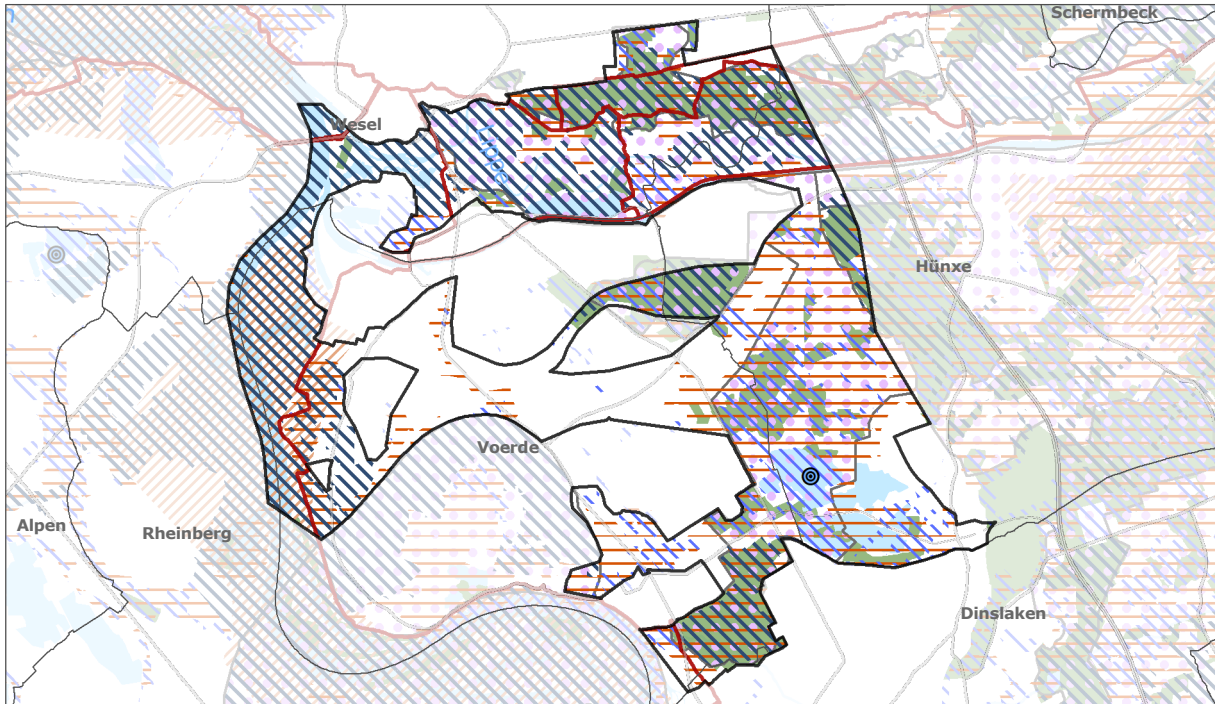 Schermbeck
Wesel
Lippe
Hünxe
Voerde
Alpen
Rheinberg
Dinslaken